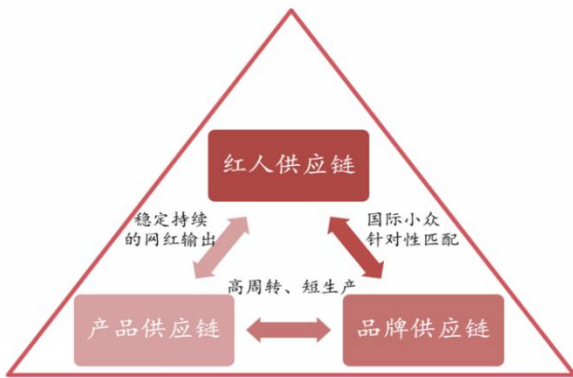 红人供应链
稳定持续
的网红输出
国际小众
针对性匹配
高周转、短生产
产品供应链
品牌供应链